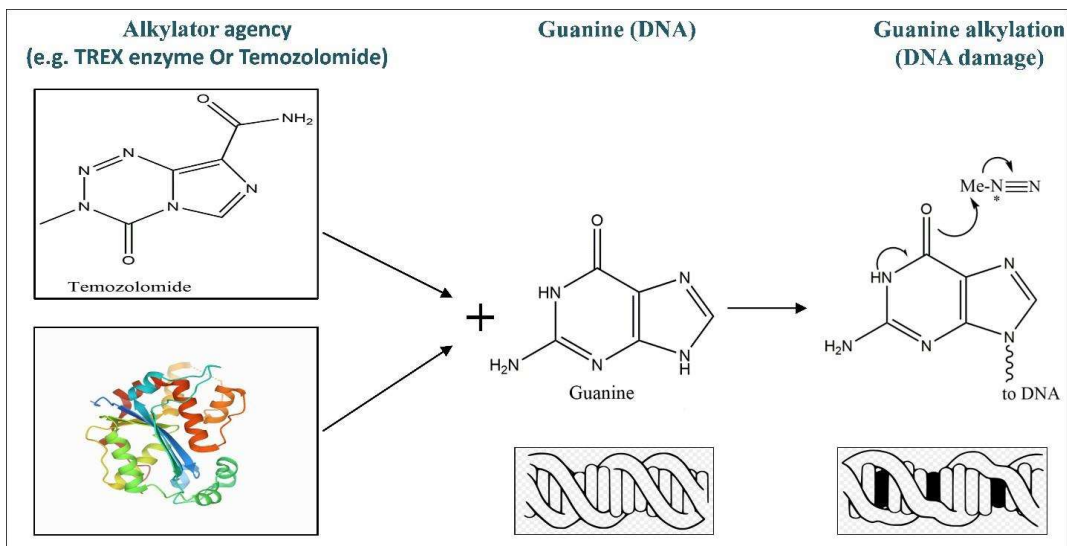 Alkylator agency
(e.g. TREX enzyme Or Temozolomide)
Guanine (DNA)
Guanine alkylation
(DNA damage)
O
NH₂
N
N
N
N
N
O
Temozolomide
+
O
HN
N
H₂N
N
N
H
Guanine
Me-N≡N
*
O
HN
N
H₂N
N
N
to DNA